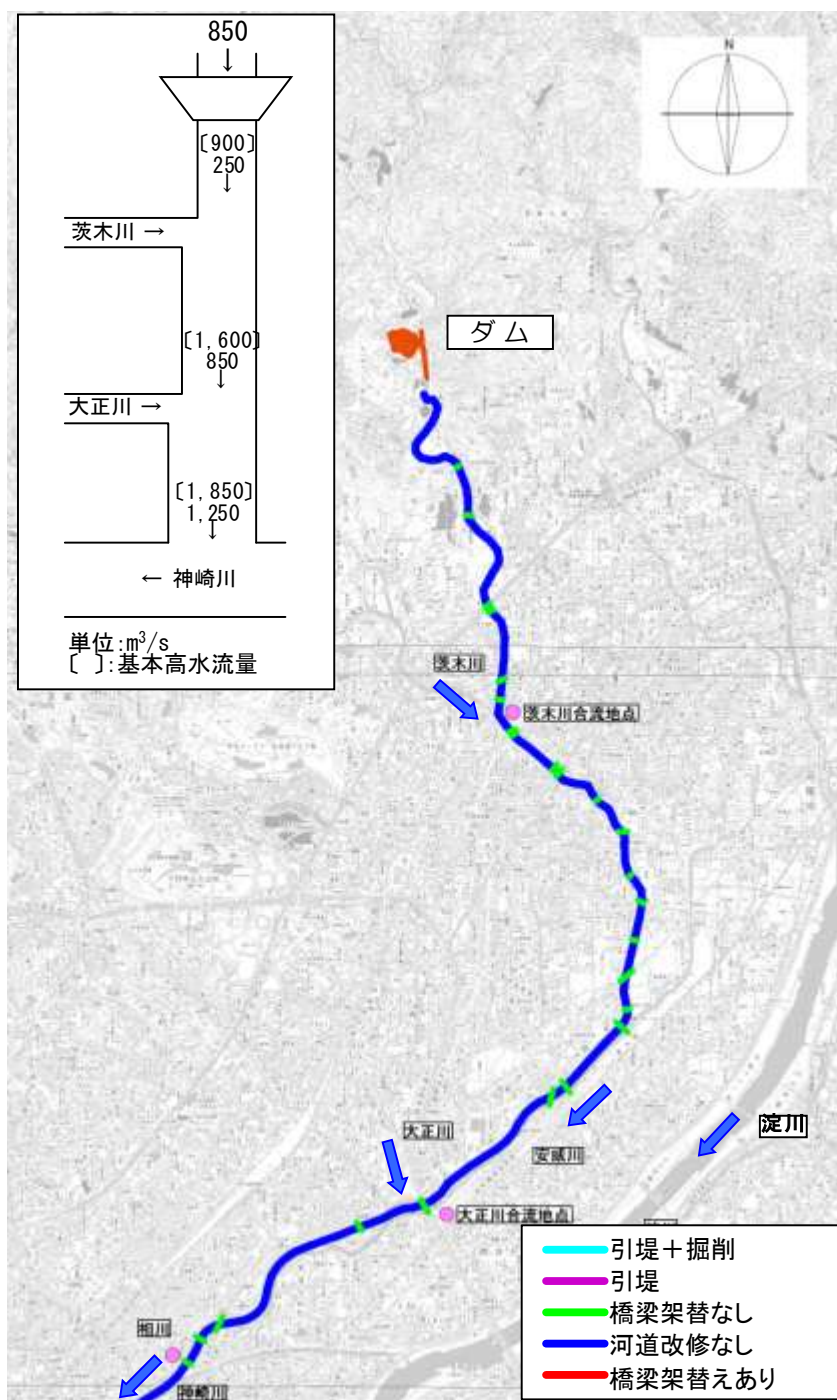 850
↓
〔900〕
250
↓
茨木川 →
〔1,600〕
850
↓
大正川 →
〔1,850〕
1,250
↓
← 神崎川
単位:m³/s
〔 〕:基本高水流量
N
ダム
茨木川
茨木川合流地点
淀川
大正川
安威川
大正川合流地点
相川
神崎川
引堤＋掘削
引堤
橋梁架替なし
河道改修なし
橋梁架替えあり